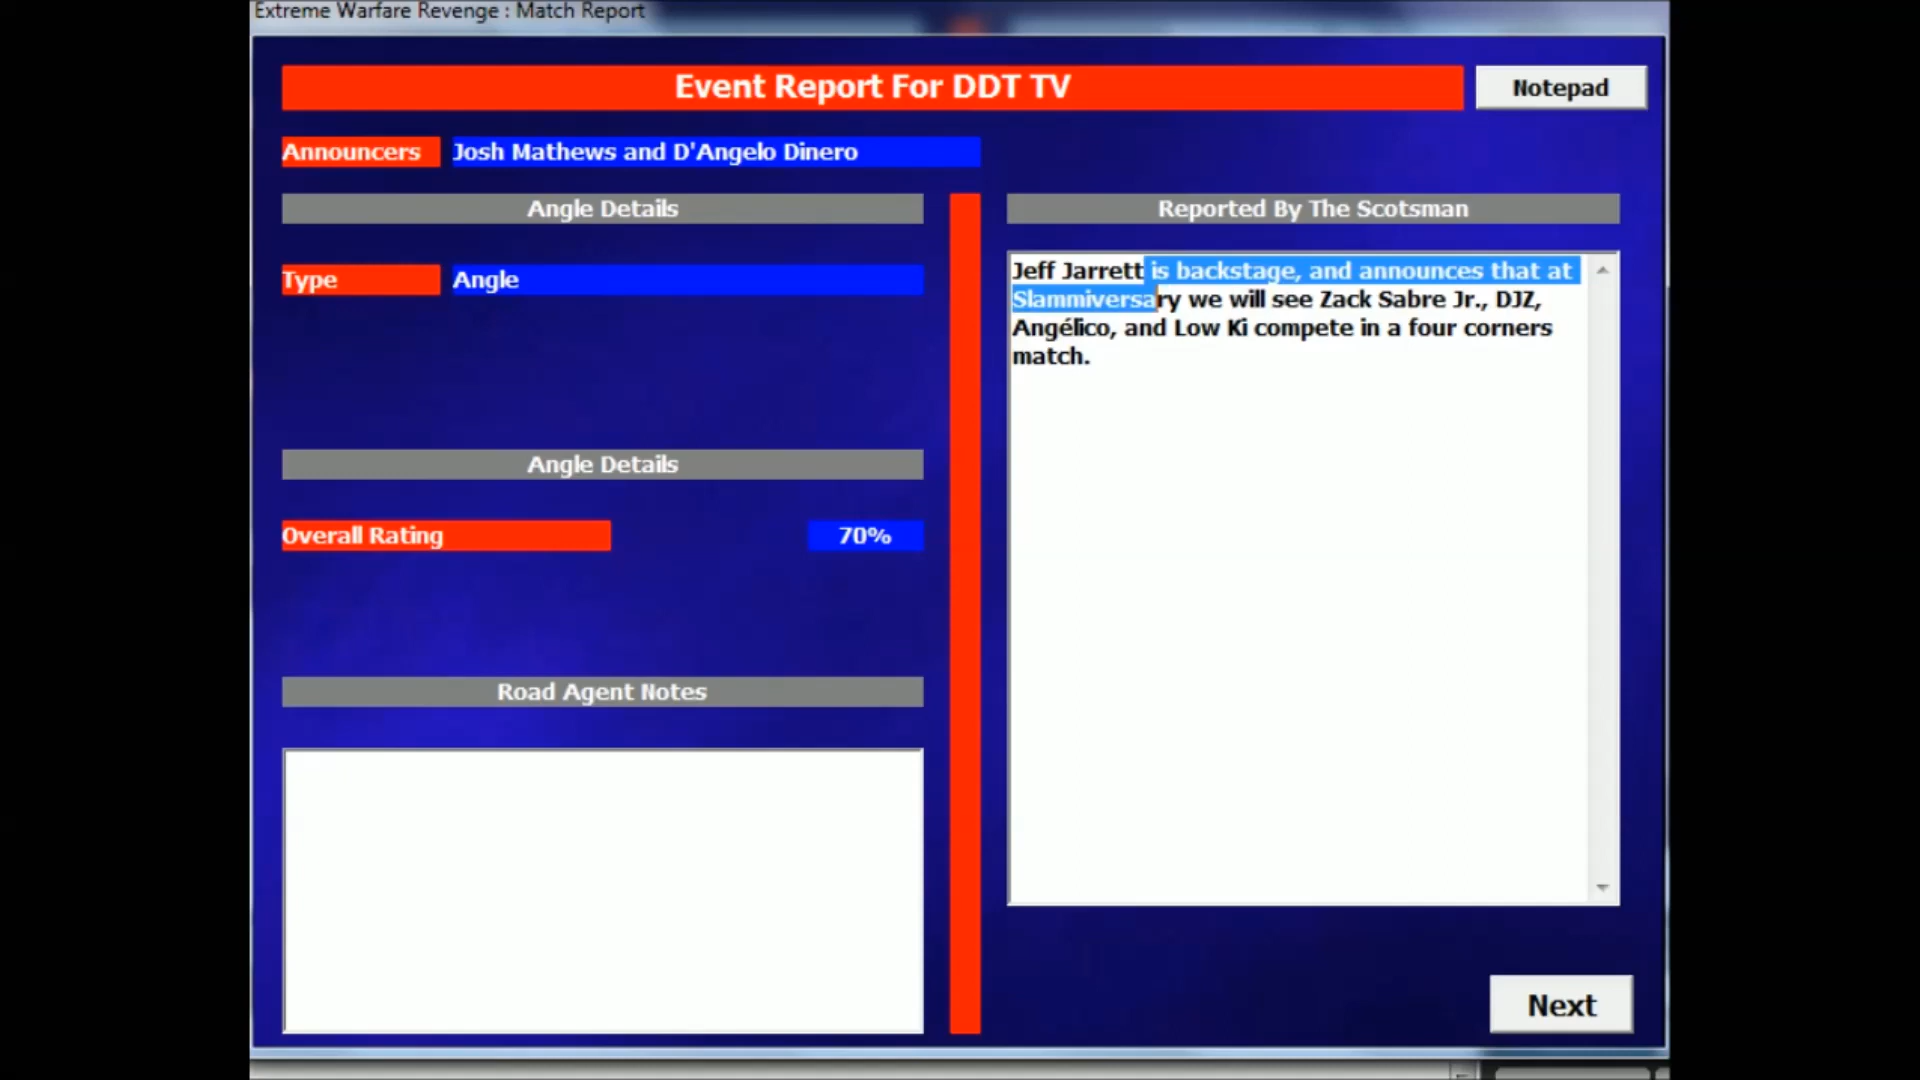 Extreme Warfare Revenge : Match Report
Event Report For DDT TV
Notepad
Announcers
Josh Mathews and D'Angelo Dinero
Angle Details
Reported By The Scotsman
Type
Angle
Jeff Jarrett is backstage, and announces that at
Slammiversary we will see Zack Sabre Jr., DJZ,
Angélico, and Low Ki compete in a four corners
match.
Angle Details
Overall Rating
70%
Road Agent Notes
Next